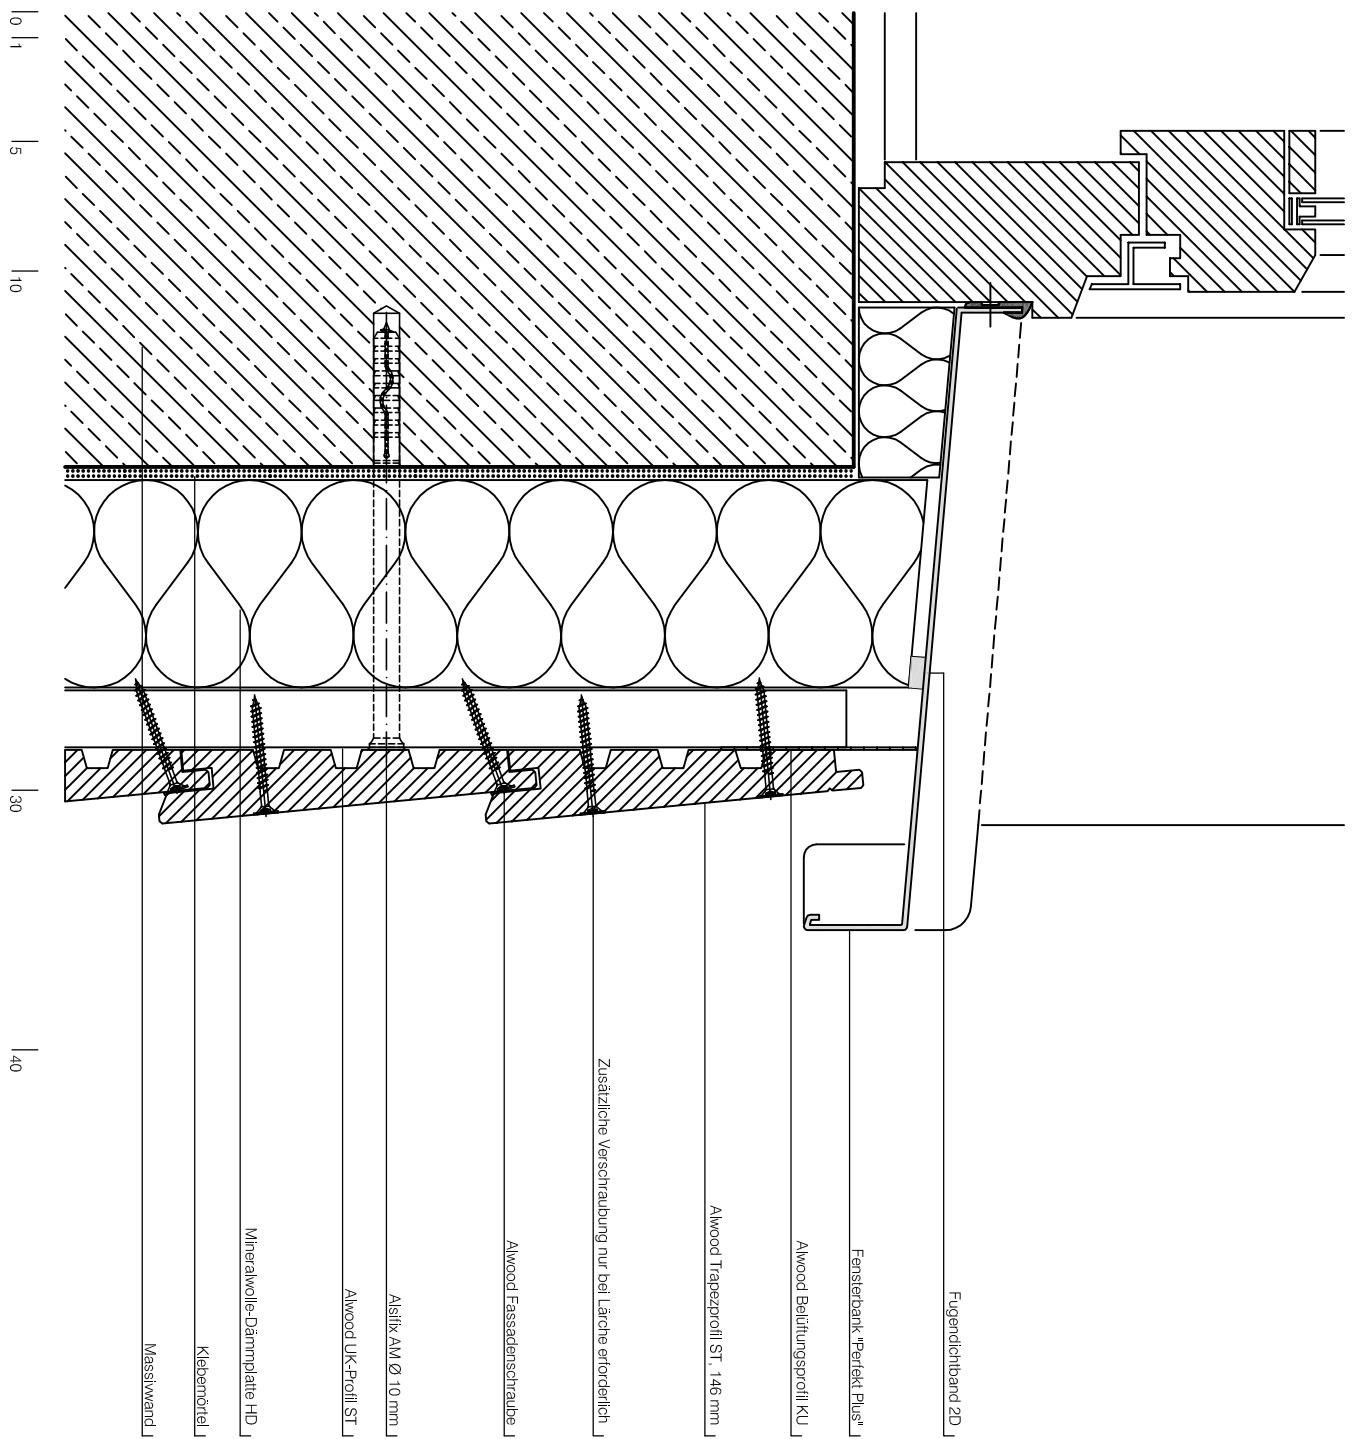 Fugendichtband 2D
Fensterbank "Perfekt Plus"
Alwood Belüftungsprofil KU
Alwood Trapezprofil ST, 146 mm
Zusätzliche Verschraubung nur bei Lärche erforderlich
Alwood Fassadenschraube
Alsifix AM Ø 10 mm
Alwood UK-Profil ST
Mineralwolle-Dämmplatte HD
Klebemörtel
Massivwand
0 1 5 10 30 40